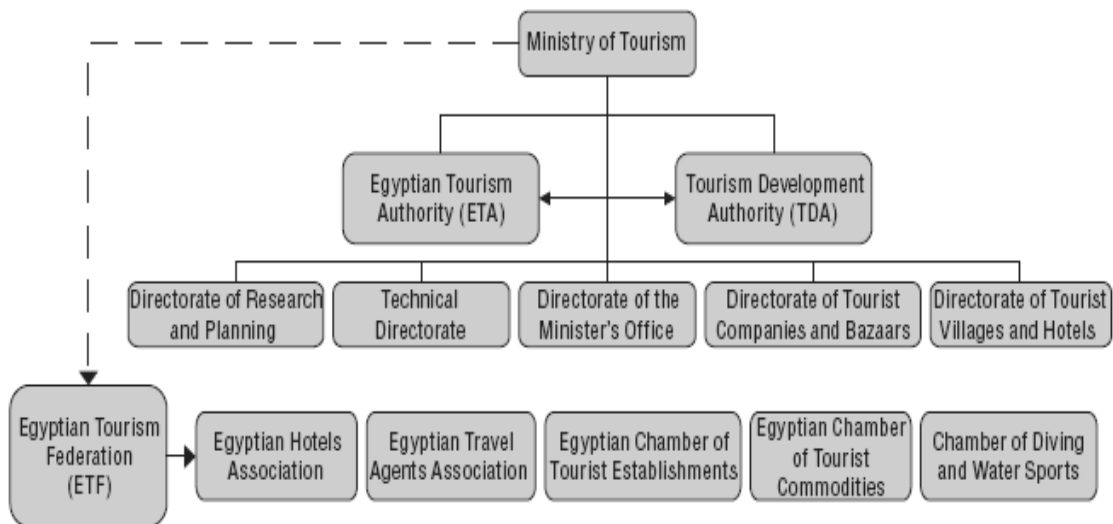 Ministry of Tourism
Egyptian Tourism
Authority (ETA)
Tourism Development
Authority (TDA)
Directorate of Research
and Planning
Technical
Directorate
Directorate of the
Minister's Office
Directorate of Tourist
Companies and Bazaars
Directorate of Tourist
Villages and Hotels
Egyptian Tourism
Federation
(ETF)
Egyptian Hotels
Association
Egyptian Travel
Agents Association
Egyptian Chamber of
Tourist Establishments
Egyptian Chamber
of Tourist
Commodities
Chamber of Diving
and Water Sports